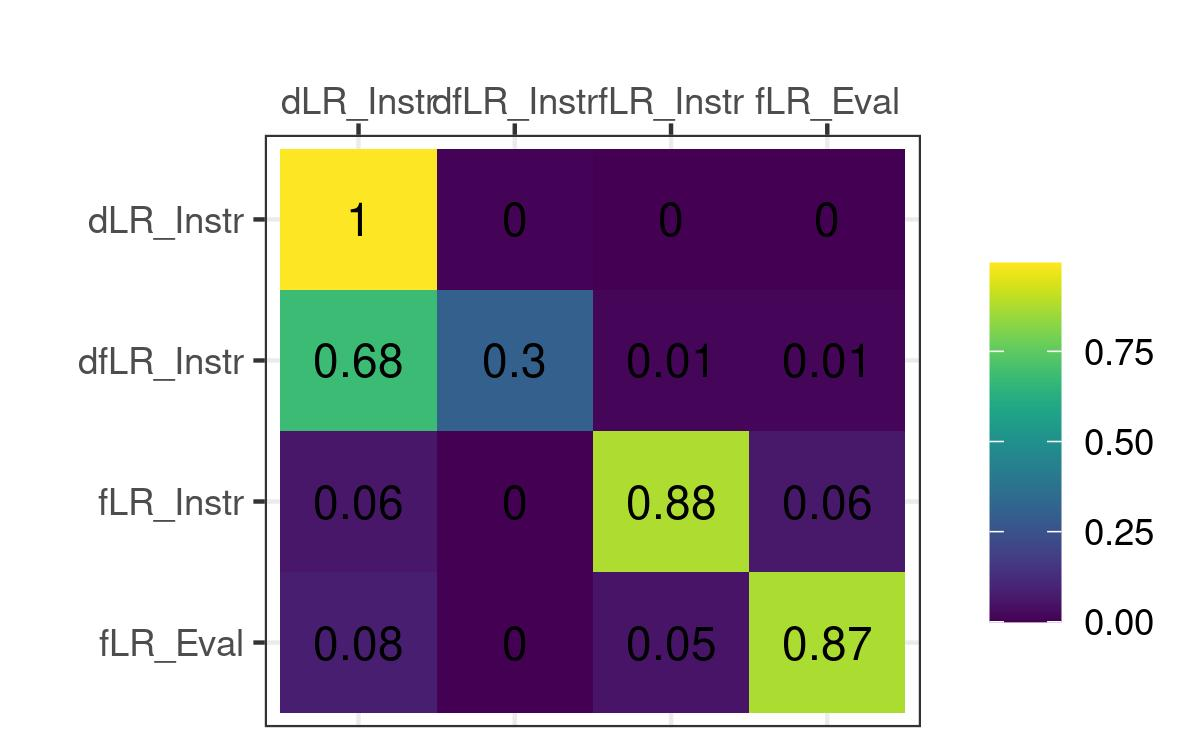 dLR_Instr dfLR_Instr fLR_Instr fLR_Eval
dLR_Instr 1 0 0 0
dfLR_Instr 0.68 0.3 0.01 0.01
0.75
0.50
fLR_Instr 0.06 0 0.88 0.06
0.25
0.00
fLR_Eval 0.08 0 0.05 0.87